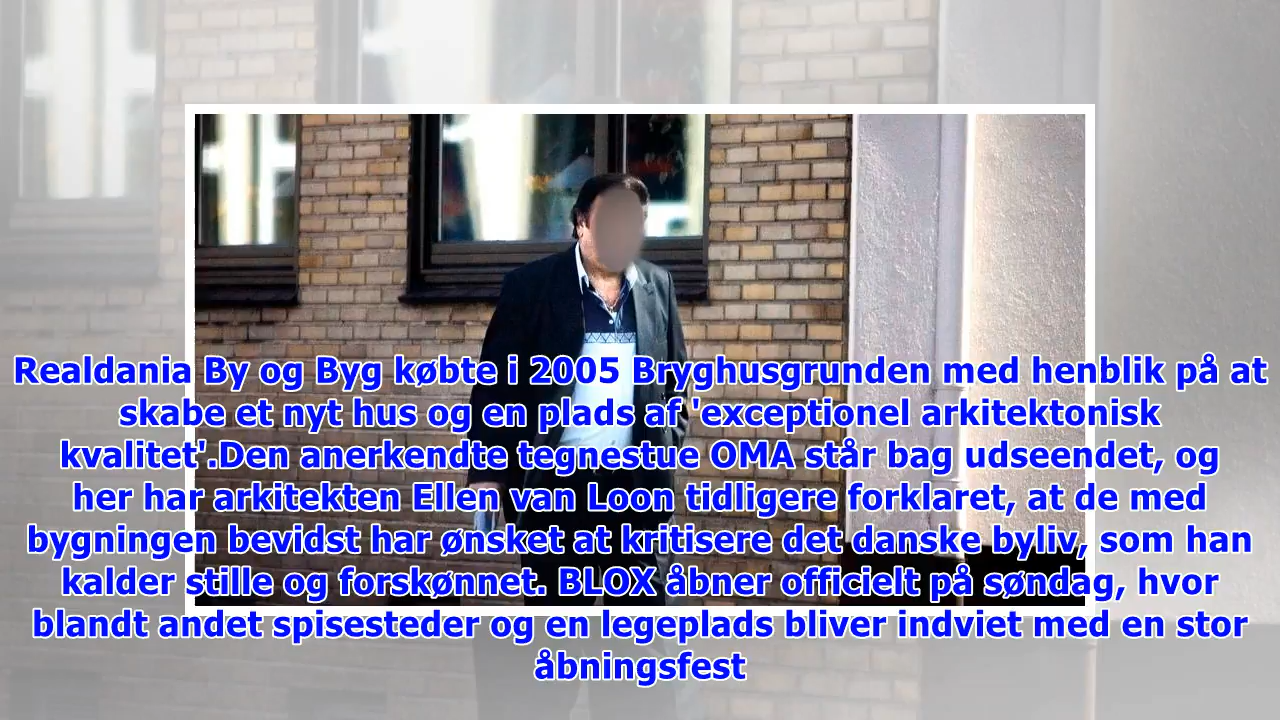 Realdania By og Byg købte i 2005 Bryghusgrunden med henblik på at
skabe et nyt hus og en plads af 'exceptionel arkitektonisk
kvalitet'.Den anerkendte tegnestue OMA står bag udseendet, og
her har arkitekten Ellen van Loon tidligere forklaret, at de med
bygningen bevidst har ønsket at kritisere det danske byliv, som han
kalder stille og forskønnet. BLOX åbner officielt på søndag, hvor
blandt andet spisesteder og en legeplads bliver indviet med en stor
åbningsfest